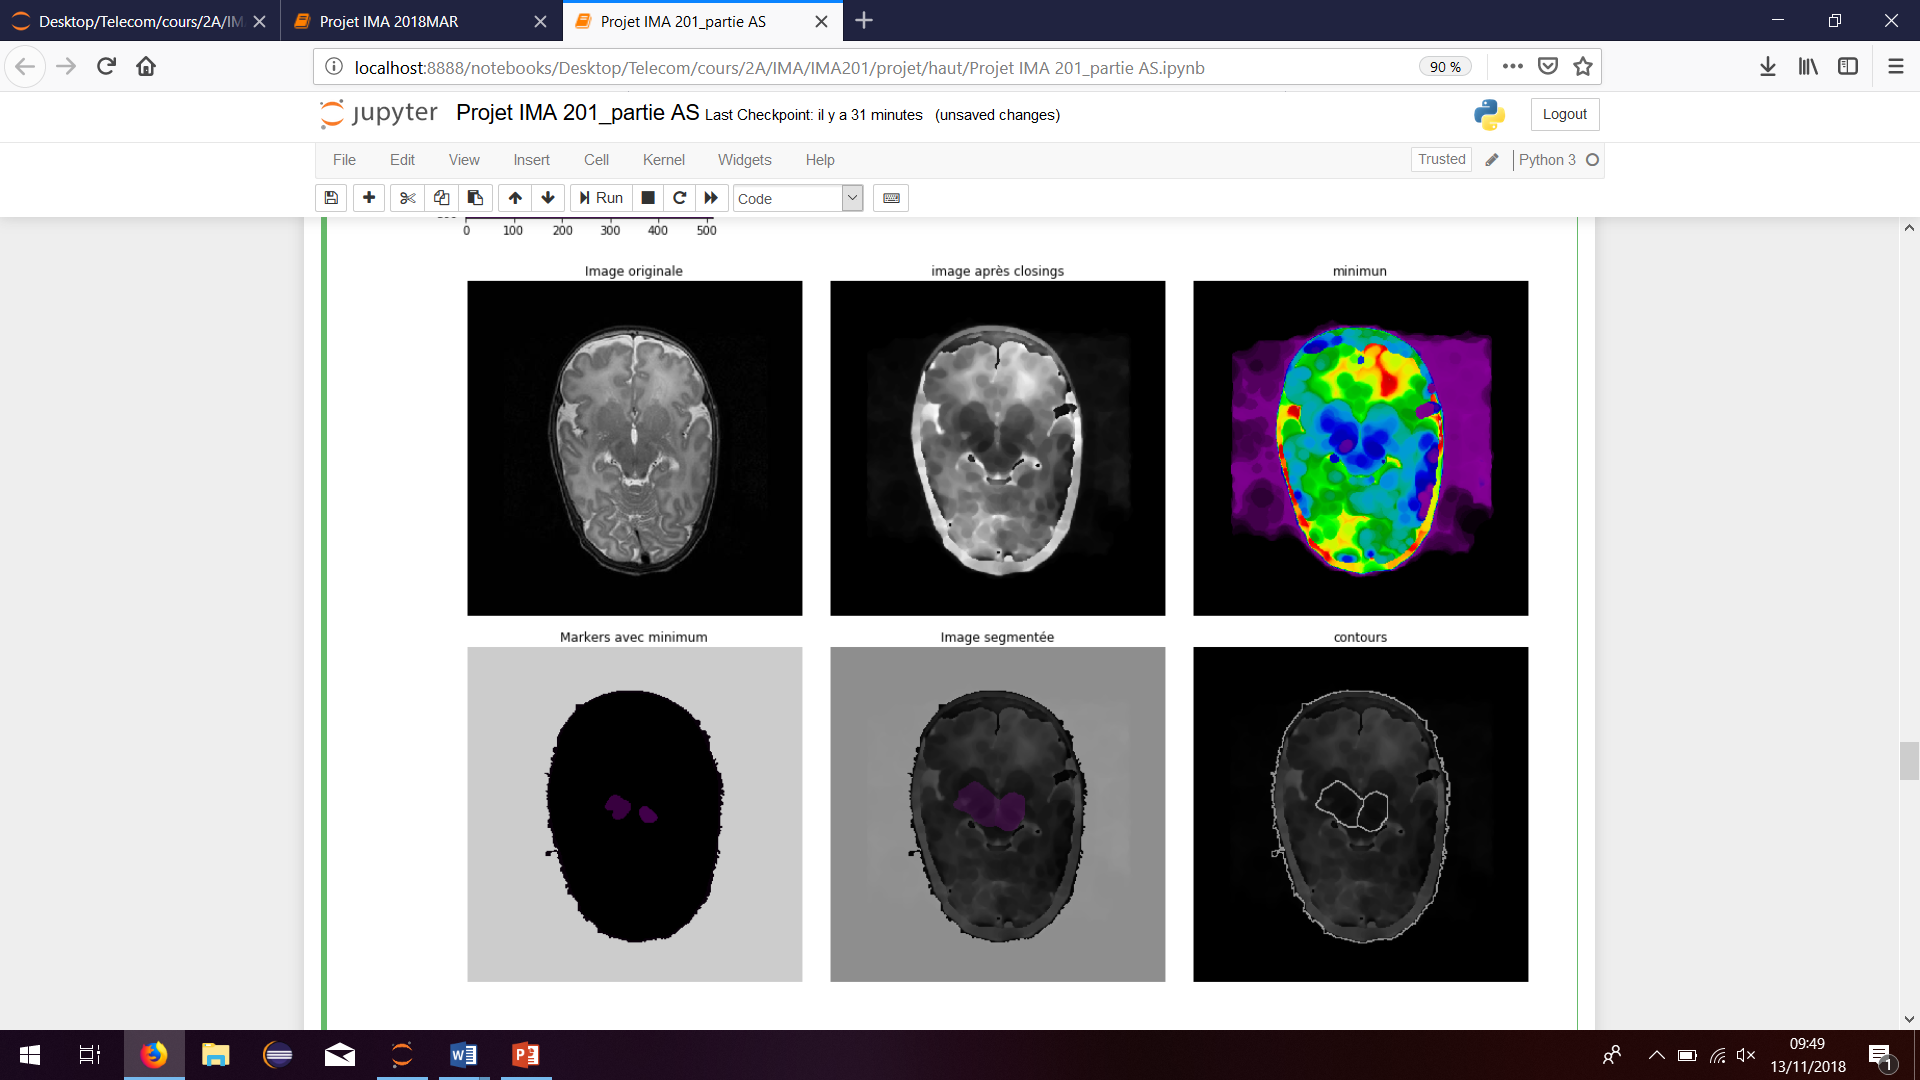 Desktop/Telecom/cours/2A/IM
Projet IMA 2018MAR
Projet IMA 201_partie AS
localhost:8888/notebooks/Desktop/Telecom/cours/2A/IMA/IMA201/projet/haut/Projet IMA 201_partie AS.ipynb
90 %
jupyter Projet IMA 201_partie AS Last Checkpoint: il y a 31 minutes (unsaved changes)
Logout
File Edit View Insert Cell Kernel Widgets Help
Trusted Python 3
Run Code
0 100 200 300 400 500
Image originale
image après closings
minimun
Markers avec minimum
Image segmentée
contours
09:49
13/11/2018
1